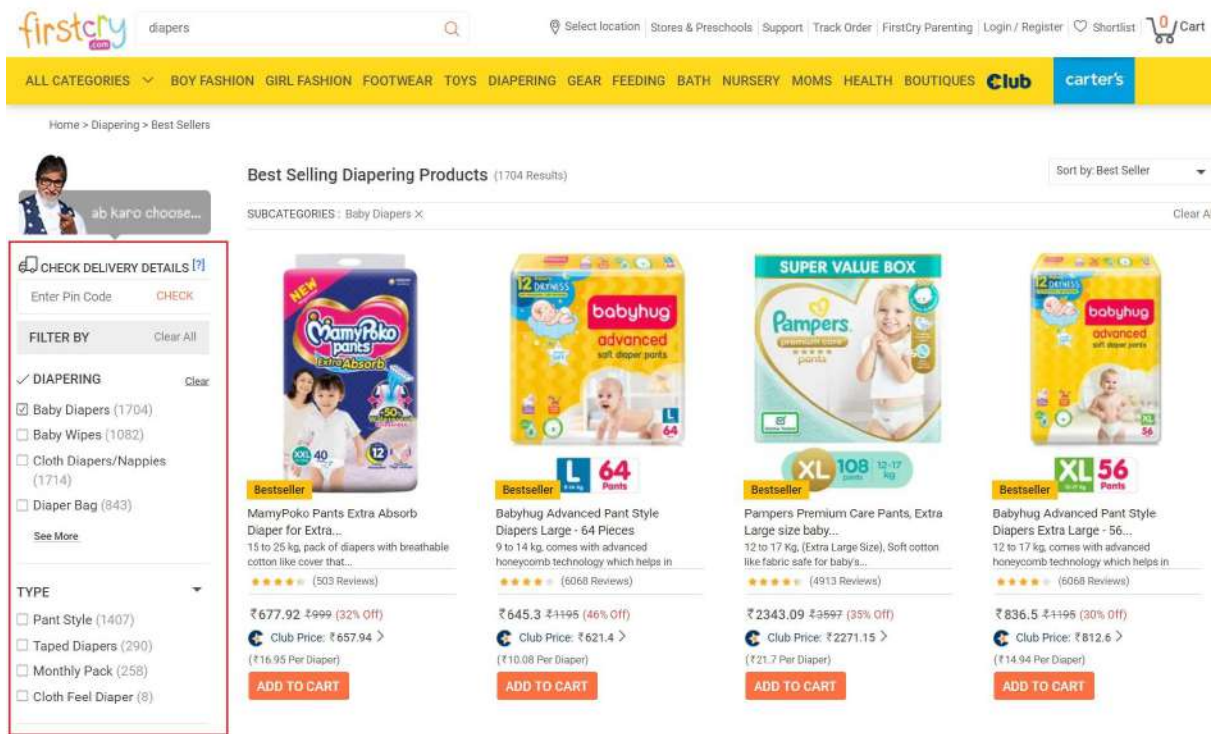 firstcry
.com
diapers
Select location
Stores & Preschools
Support
Track Order
FirstCry Parenting
Login / Register
Shortlist
0
Cart
ALL CATEGORIES
BOY FASHION
GIRL FASHION
FOOTWEAR
TOYS
DIAPERING
GEAR
FEEDING
BATH
NURSERY
MOMS
HEALTH
BOUTIQUES
Club
carter's
Home > Diapering > Best Sellers
ab karo choose...
Best Selling Diapering Products (1704 Results)
Sort by: Best Seller
SUBCATEGORIES : Baby Diapers ×
Clear Al
CHECK DELIVERY DETAILS [?]
Enter Pin Code
CHECK
FILTER BY
Clear All
DIAPERING
Clear
Baby Diapers (1704)
Baby Wipes (1082)
Cloth Diapers/Nappies
(1714)
Diaper Bag (843)
See More
TYPE
Pant Style (1407)
Taped Diapers (290)
Monthly Pack (258)
Cloth Feel Diaper (8)
NEW
MamyPoko
pants
Extra Absorb
XXL 40
12
Bestseller
MamyPoko Pants Extra Absorb
Diaper for Extra...
15 to 25 kg, pack of diapers with breathable
cotton like cover that...
(503 Reviews)
₹677.92 ₹999 (32% Off)
Club Price: ₹657.94 >
(₹16.95 Per Diaper)
ADD TO CART
12
DRYNESS
babyhug
advanced
soft diaper pants
L
64
L 64
Pants
Bestseller
Babyhug Advanced Pant Style
Diapers Large - 64 Pieces
9 to 14 kg, comes with advanced
honeycomb technology which helps in
(6068 Reviews)
₹645.3 ₹1195 (46% Off)
Club Price: ₹621.4 >
(₹10.08 Per Diaper)
ADD TO CART
SUPER VALUE BOX
Pampers
premium care
pants
XL 108 pants 12-17 kg
Bestseller
Pampers Premium Care Pants, Extra
Large size baby...
12 to 17 Kg, (Extra Large Size), Soft cotton
like fabric safe for baby's...
(4913 Reviews)
₹2343.09 ₹3597 (35% Off)
Club Price: ₹2271.15 >
(₹21.7 Per Diaper)
ADD TO CART
12
DRYNESS
babyhug
advanced
soft diaper pants
XL
56
XL 56
Pants
Bestseller
Babyhug Advanced Pant Style
Diapers Extra Large - 56...
12 to 17 kg, comes with advanced
honeycomb technology which helps in
(6068 Reviews)
₹836.5 ₹1195 (30% Off)
Club Price: ₹812.6 >
(₹14.94 Per Diaper)
ADD TO CART